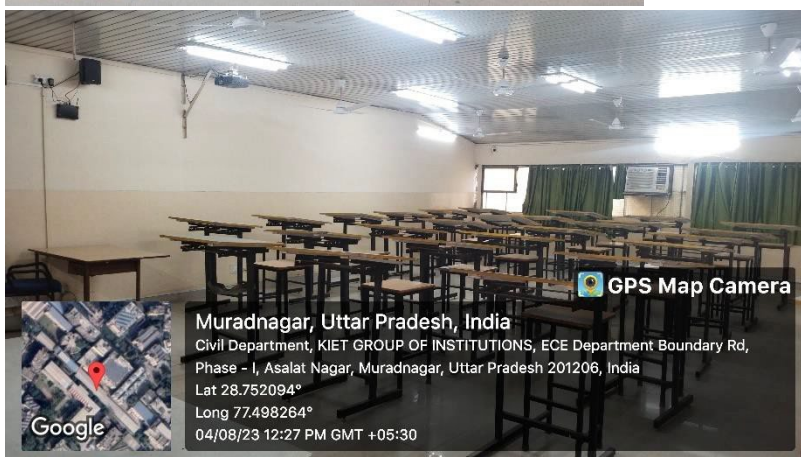 GPS Map Camera
Muradnagar, Uttar Pradesh, India
Civil Department, KIET GROUP OF INSTITUTIONS, ECE Department Boundary Rd,
Phase - I, Asalat Nagar, Muradnagar, Uttar Pradesh 201206, India
Lat 28.752094°
Long 77.498264°
04/08/23 12:27 PM GMT +05:30
Google